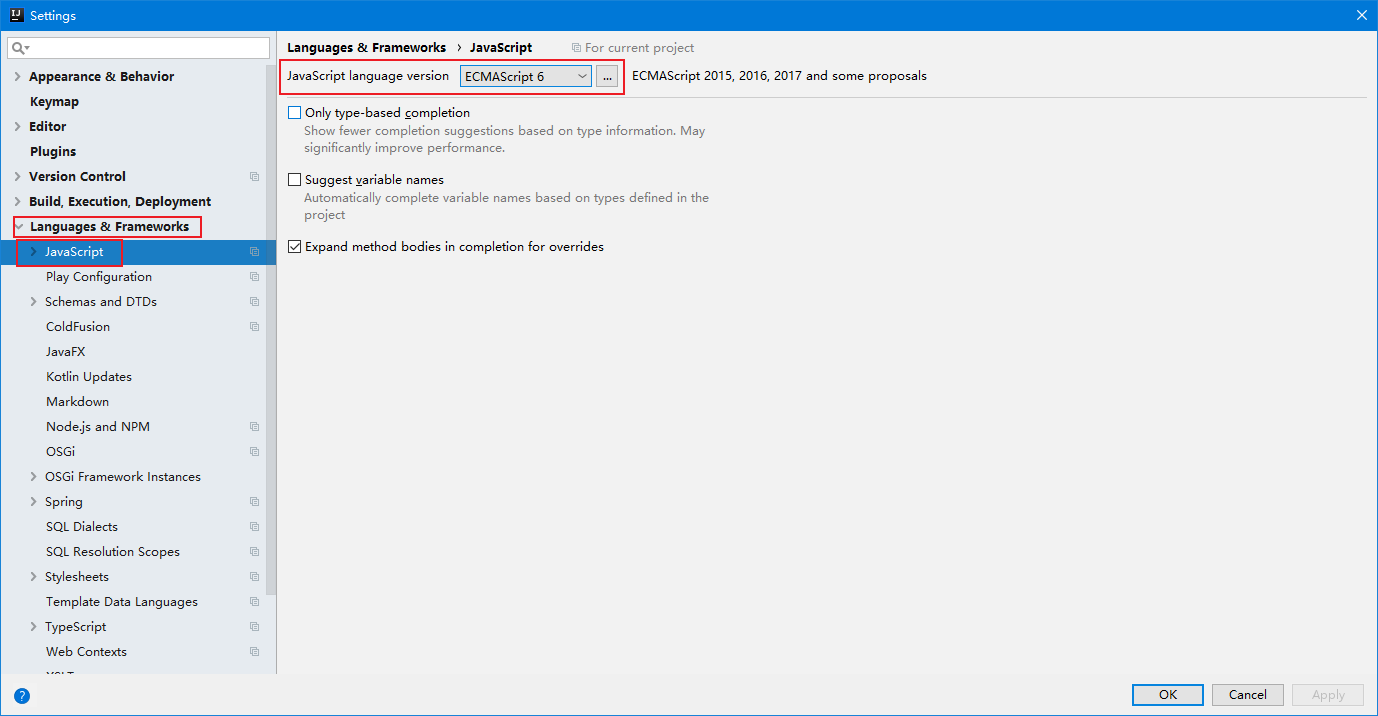 Settings
Appearance & Behavior
Keymap
Editor
Plugins
Version Control
Build, Execution, Deployment
Languages & Frameworks
JavaScript
Play Configuration
Schemas and DTDs
ColdFusion
JavaFX
Kotlin Updates
Markdown
Node.js and NPM
OSGi
OSGi Framework Instances
Spring
SQL Dialects
SQL Resolution Scopes
Stylesheets
Template Data Languages
TypeScript
Web Contexts
Languages & Frameworks › JavaScript For current project
JavaScript language version ECMAScript 6 ... ECMAScript 2015, 2016, 2017 and some proposals
Only type-based completion
Show fewer completion suggestions based on type information. May
significantly improve performance.
Suggest variable names
Automatically complete variable names based on types defined in the
project
Expand method bodies in completion for overrides
? OK Cancel Apply